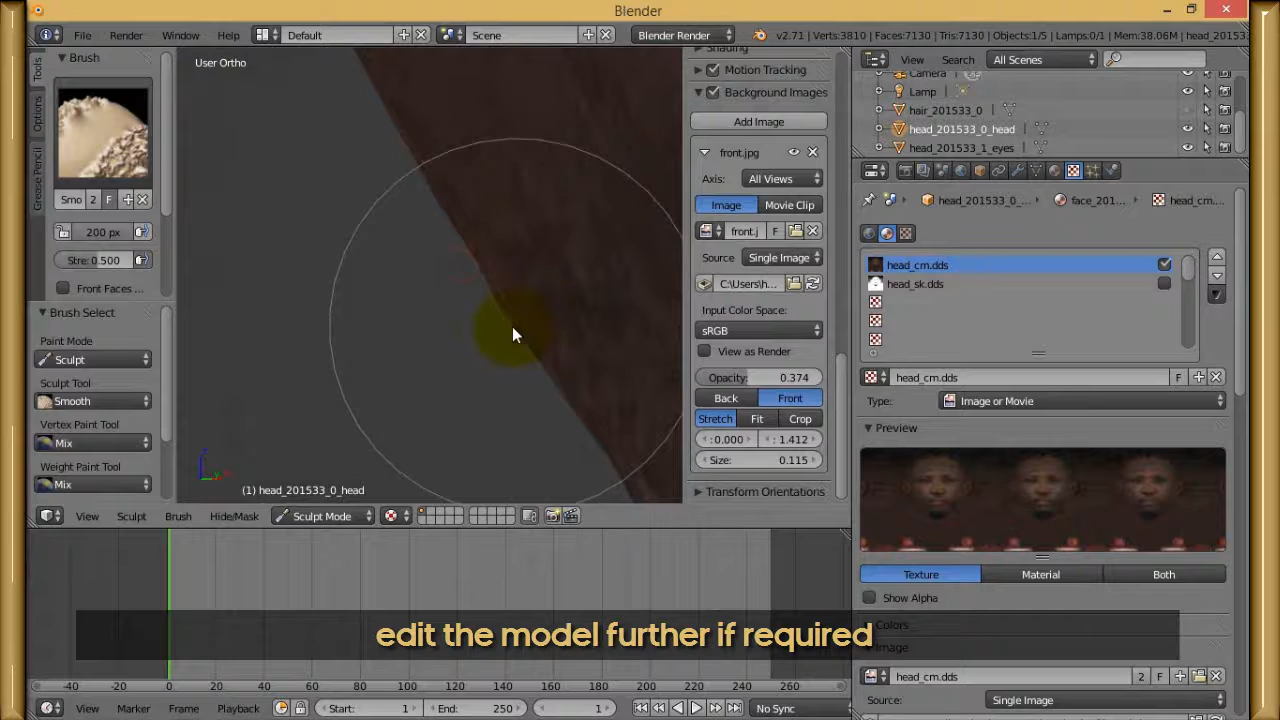 Blender
File Render Window Help Default Scene Blender Render v2.71 | Verts:3810 | Faces:7130 | Tris:7130 | Objects:1/5 | Lamps:0/1 | Mem:38.06M | head_20153
Tools
Options
Grease Pencil
Brush
Smo 2 F
200 px
Stre: 0.500
Front Faces ...
Brush Select
Paint Mode
Sculpt
Sculpt Tool
Smooth
Vertex Paint Tool
Mix
Weight Paint Tool
Mix
User Ortho
(1) head_201533_0_head
Shading
Motion Tracking
Background Images
Add Image
front.jpg
Axis: All Views
Image Movie Clip
front.j F
Source Single Image
C:\Users\h...
Input Color Space:
sRGB
View as Render
Opacity: 0.374
Back Front
Stretch Fit Crop
:0.000 : 1.412
Size: 0.115
Transform Orientations
View Search All Scenes
Camera
Lamp
hair_201533_0
head_201533_0_head
head_201533_1_eyes
head_201533_0_... face_201... head_cm....
head_cm.dds
head_sk.dds
head_cm.dds F
Type: Image or Movie
Preview
Texture Material Both
Show Alpha
Colors
Image
head_cm.dds 2 F
Source: Single Image
View Sculpt Brush Hide/Mask Sculpt Mode
edit the model further if required
-40 -20 0 20 40 60 80 100 120 140 160 180 200 220 240 260
View Marker Frame Playback Start: 1 End: 250 1 No Sync